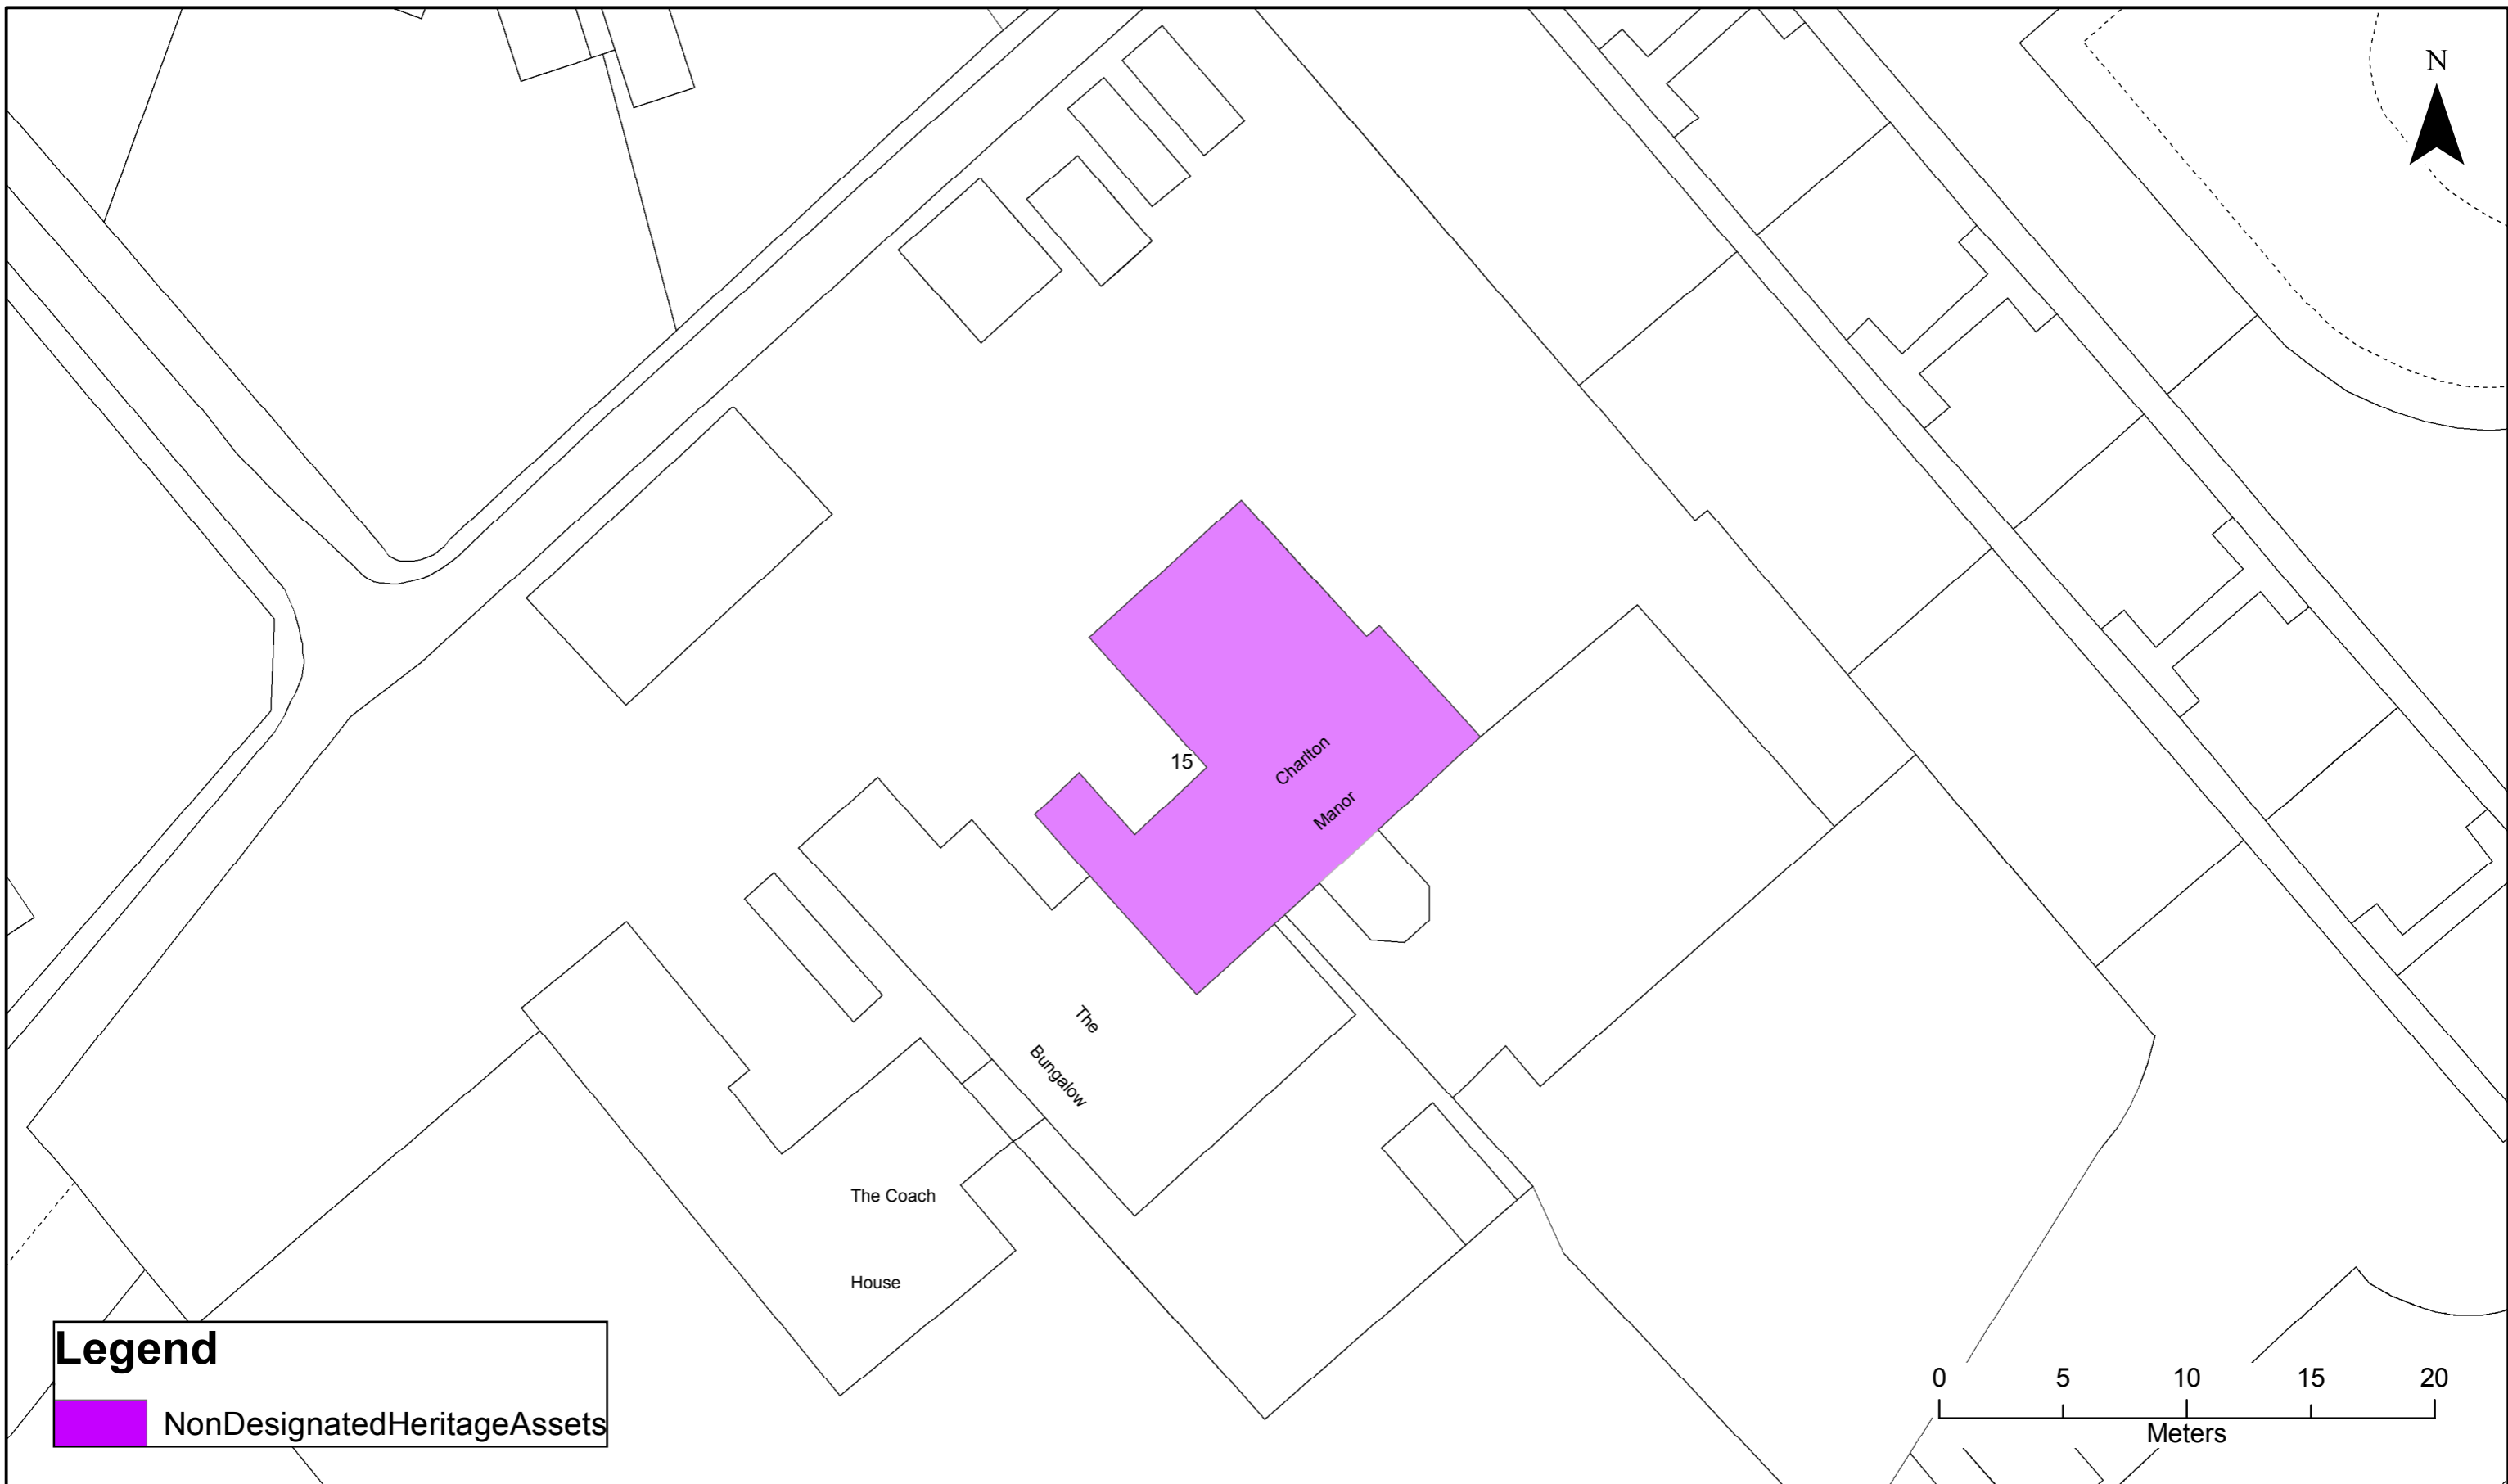 N
15
Charlton
Manor
The
Bungalow
The Coach
House
Legend
NonDesignatedHeritageAssets
0 5 10 15 20
Meters